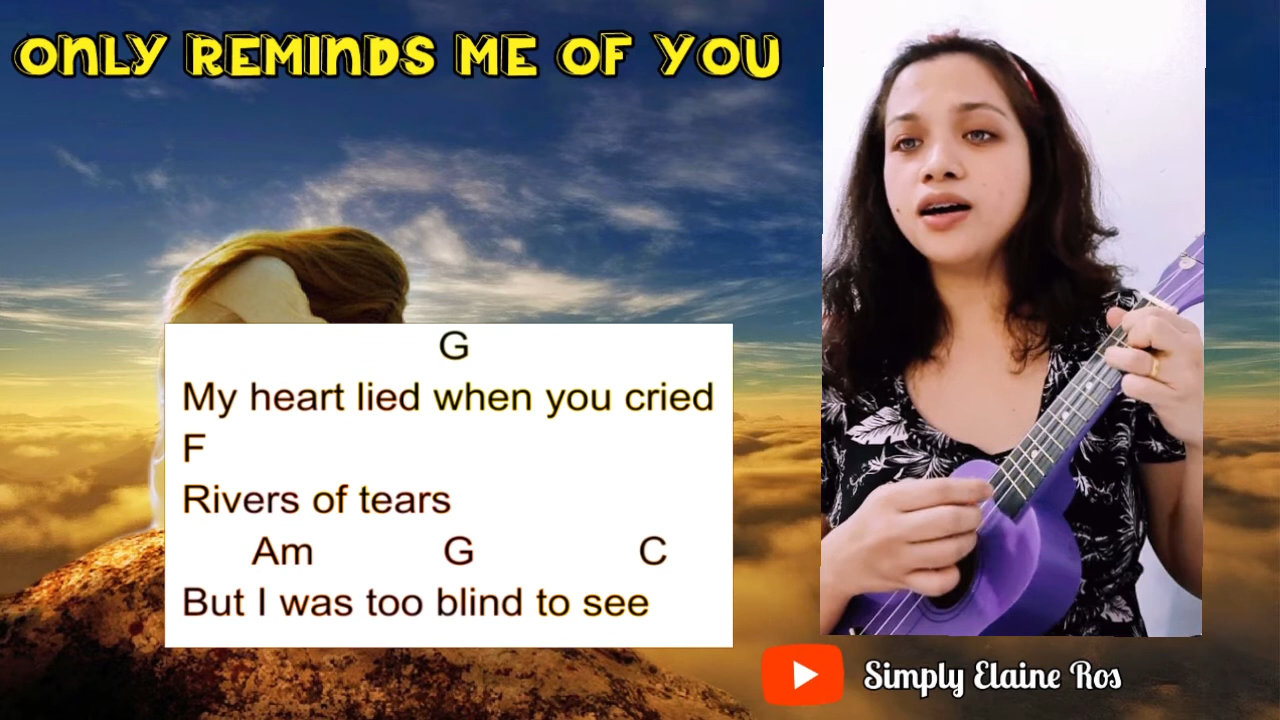 ONLY REMINDS ME OF YOU
G
My heart lied when you cried
F
Rivers of tears
Am G C
But I was too blind to see
Simply Elaine Ros